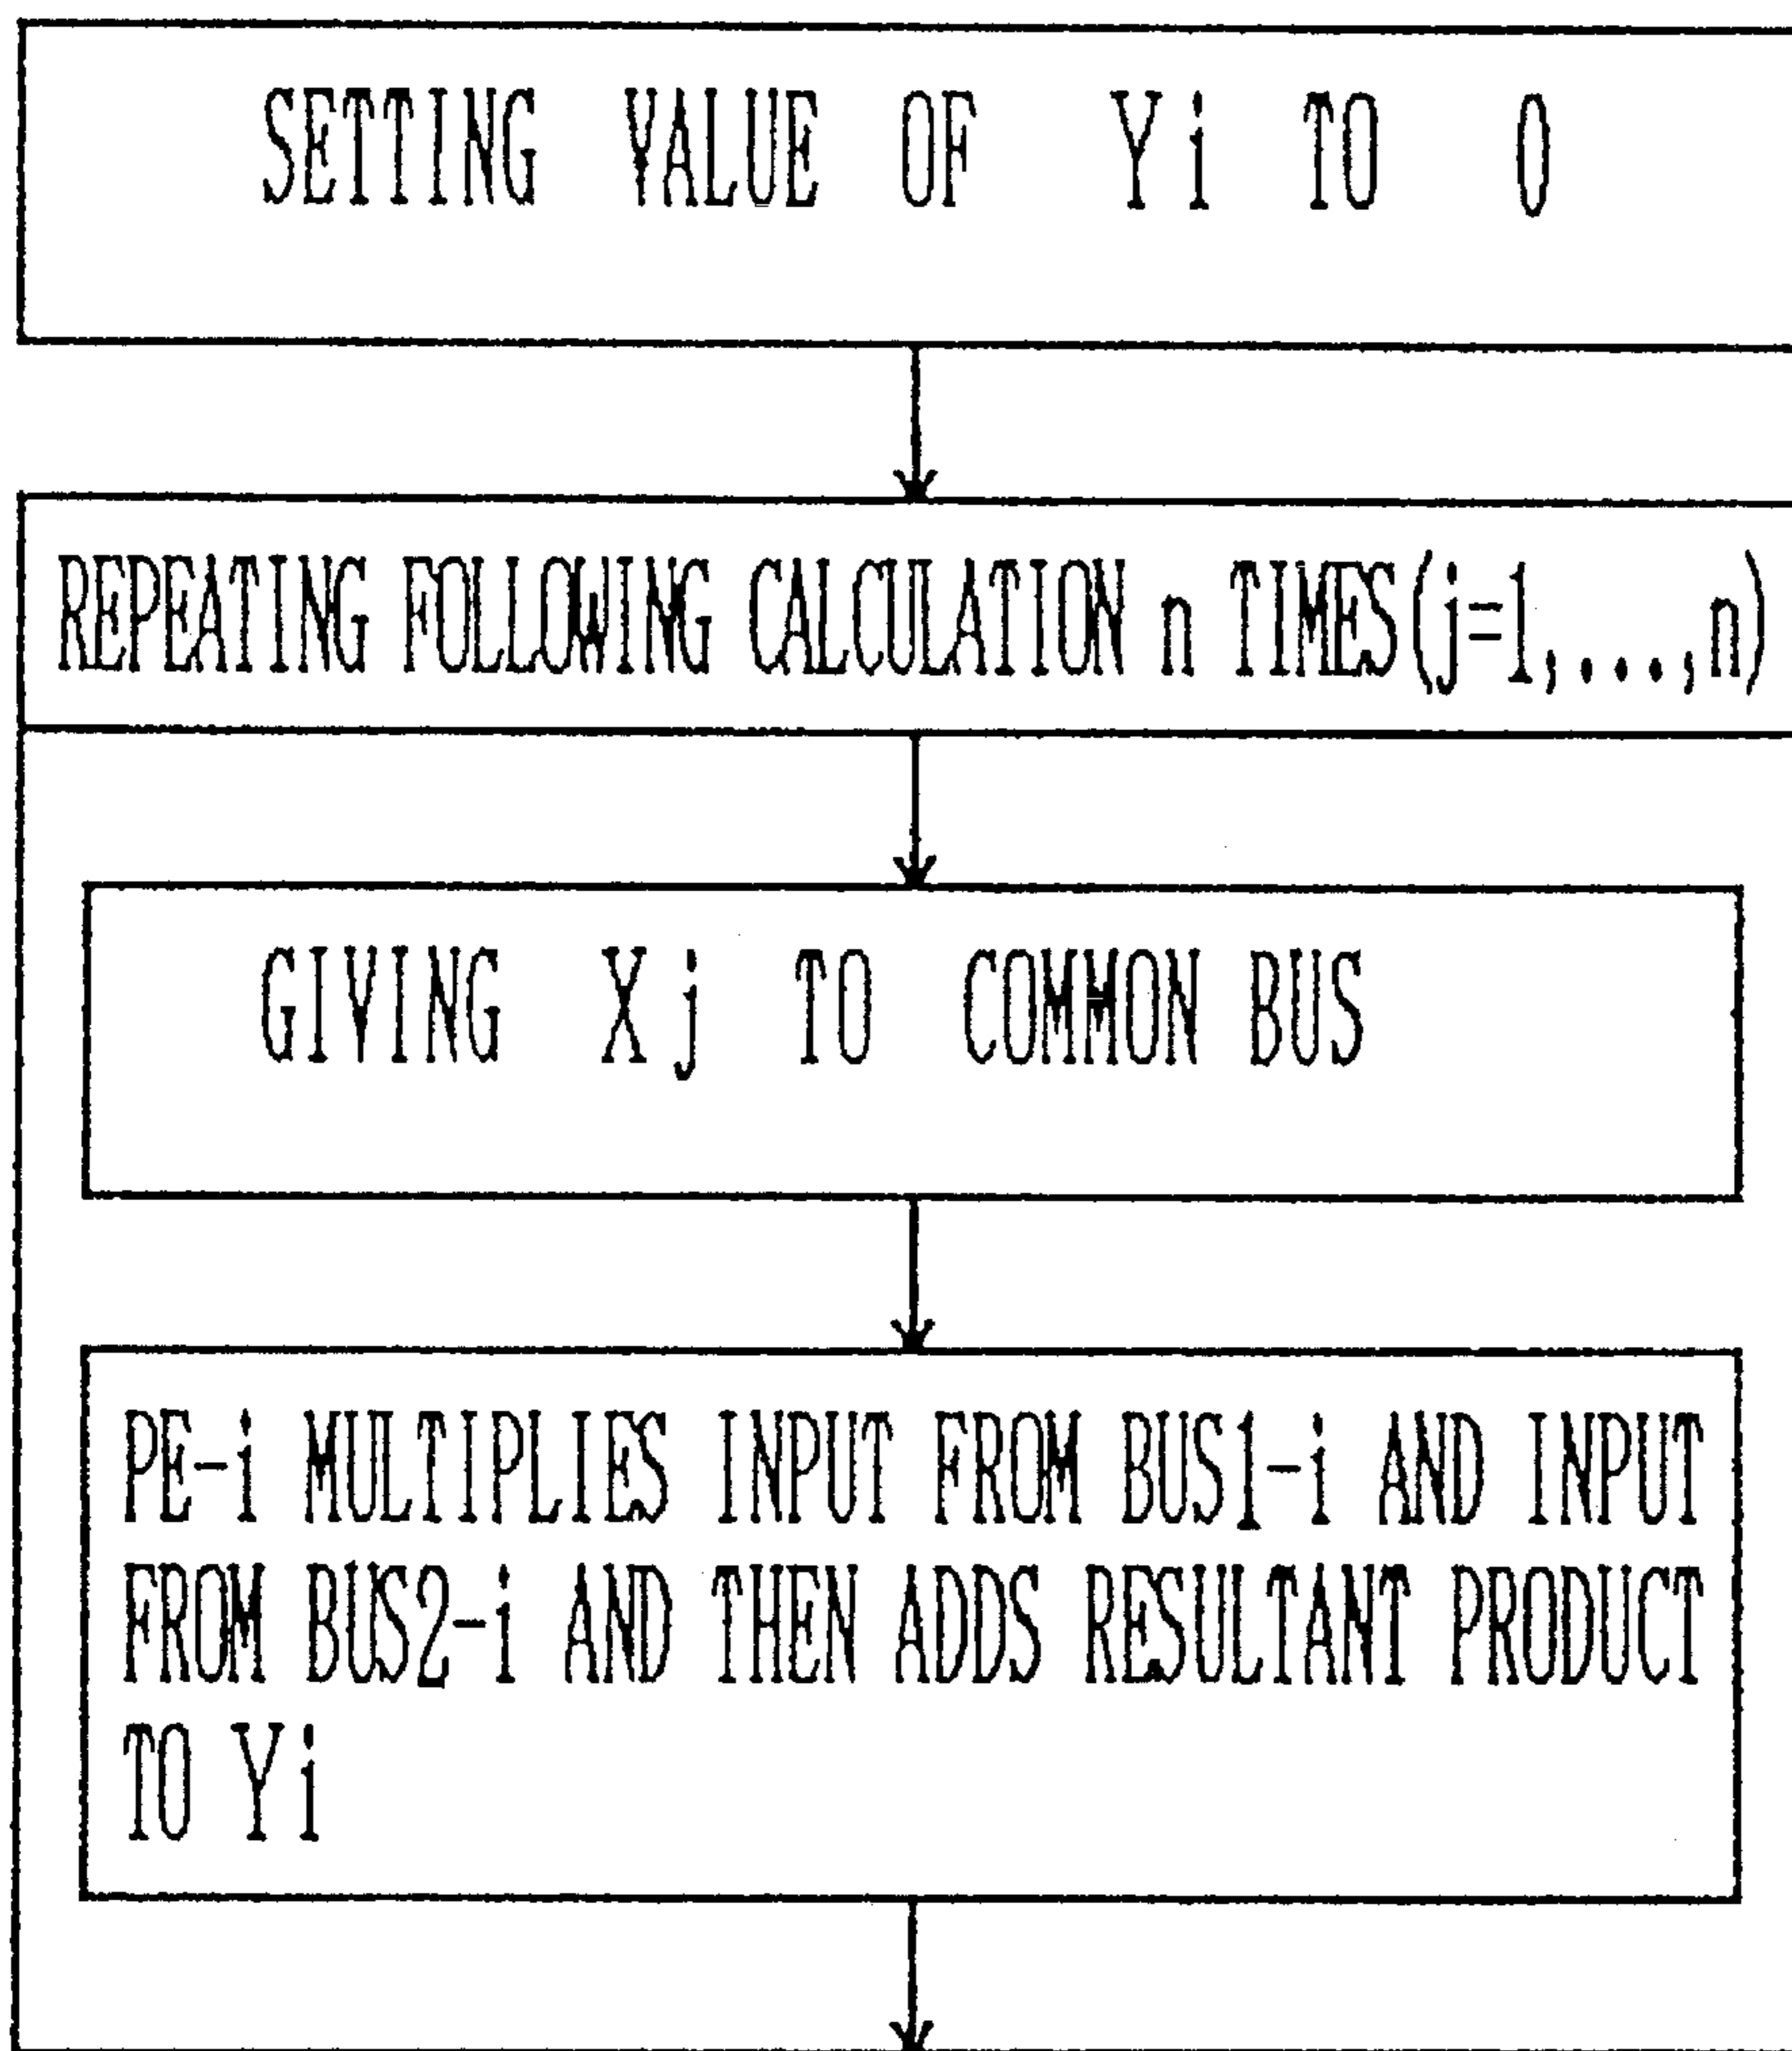 SETTING VALUE OF Yi TO 0
REPEATING FOLLOWING CALCULATION n TIMES(j=1,...,n)
GIVING Xj TO COMMON BUS
PE-i MULTIPLIES INPUT FROM BUS1-i AND INPUT
FROM BUS2-i AND THEN ADDS RESULTANT PRODUCT
TO Yi